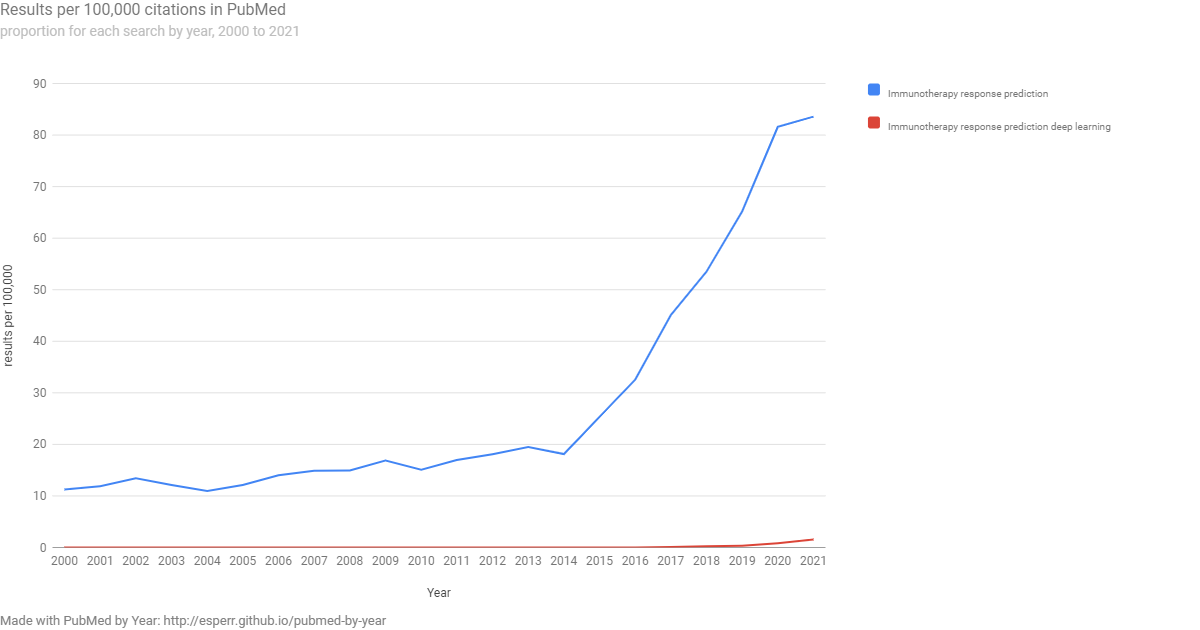 Results per 100,000 citations in PubMed
proportion for each search by year, 2000 to 2021
90
80
70
60
50
40
30
20
10
0
results per 100,000
2000 2001 2002 2003 2004 2005 2006 2007 2008 2009 2010 2011 2012 2013 2014 2015 2016 2017 2018 2019 2020 2021
Year
Immunotherapy response prediction
Immunotherapy response prediction deep learning
Made with PubMed by Year: http://esperr.github.io/pubmed-by-year